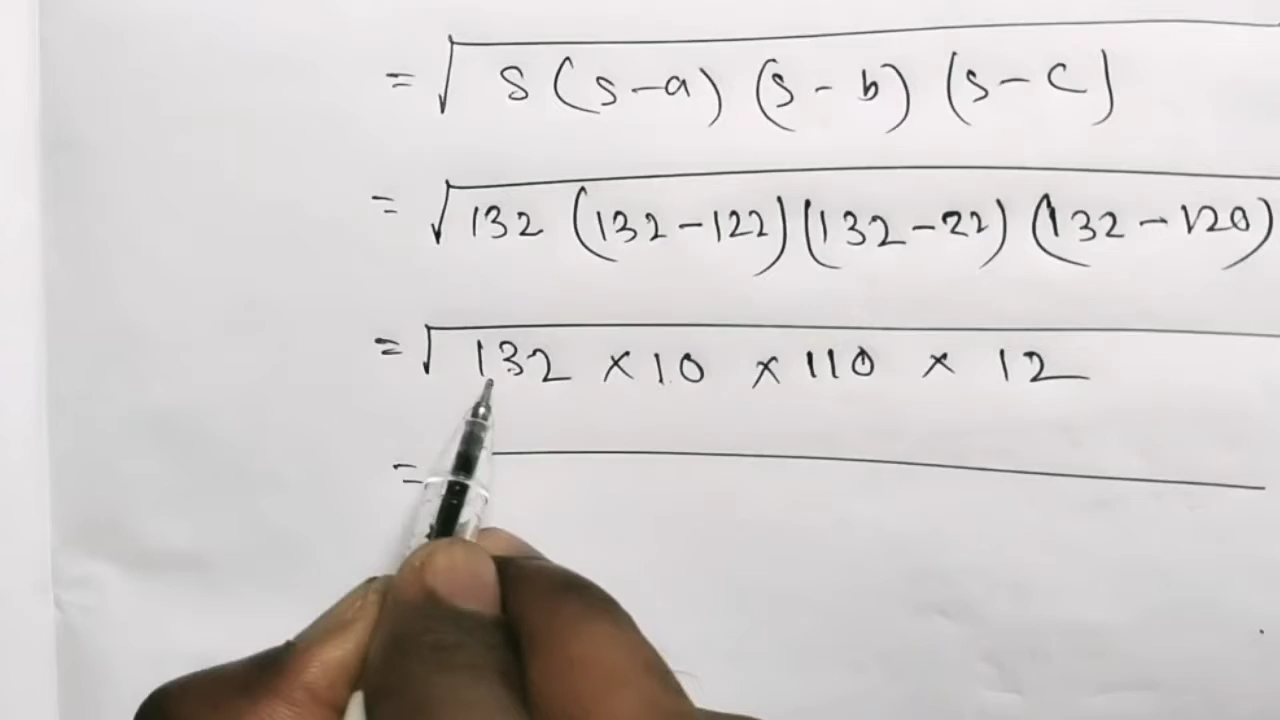 = √ s (s-a) (s-b) (s-c)
= √ 132 (132-122) (132-22) (132-120)
= √ 132 × 10 × 110 × 12
=